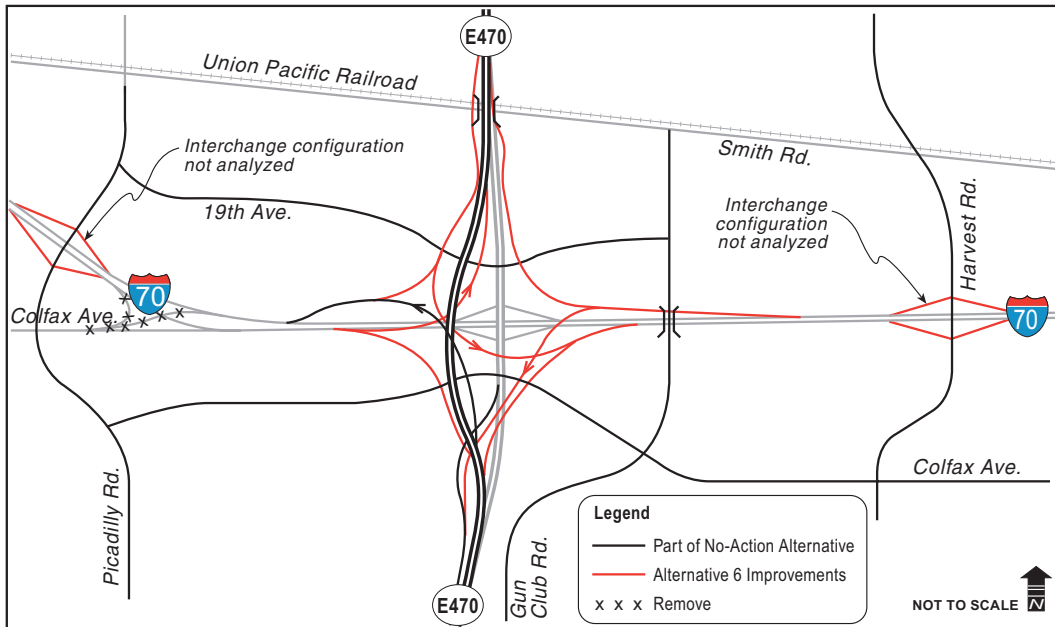 E470
Union Pacific Railroad
Smith Rd.
Interchange configuration
not analyzed
19th Ave.
Interchange
configuration
not analyzed
Harvest Rd.
70
Colfax Ave.
70
Colfax Ave.
Picadilly Rd.
Gun
Club Rd.
E470
Legend
Part of No-Action Alternative
Alternative 6 Improvements
x x x Remove
NOT TO SCALE
N